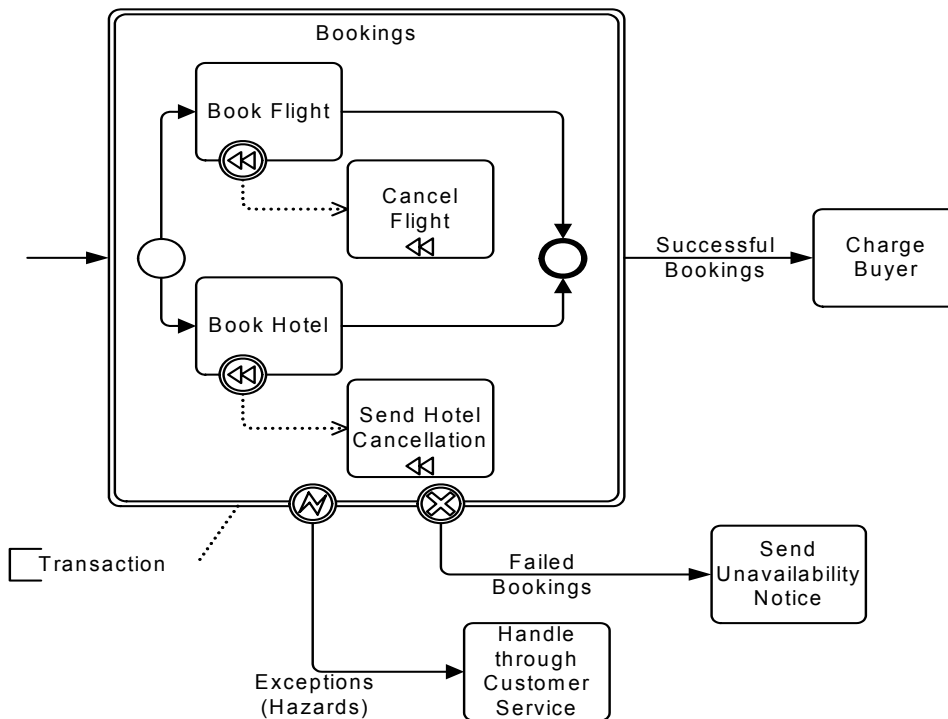 Bookings
Book Flight
Cancel
Flight
Successful
Bookings
Charge
Buyer
Book Hotel
Send Hotel
Cancellation
Transaction
Failed
Bookings
Send
Unavailability
Notice
Exceptions
(Hazards)
Handle
through
Customer
Service